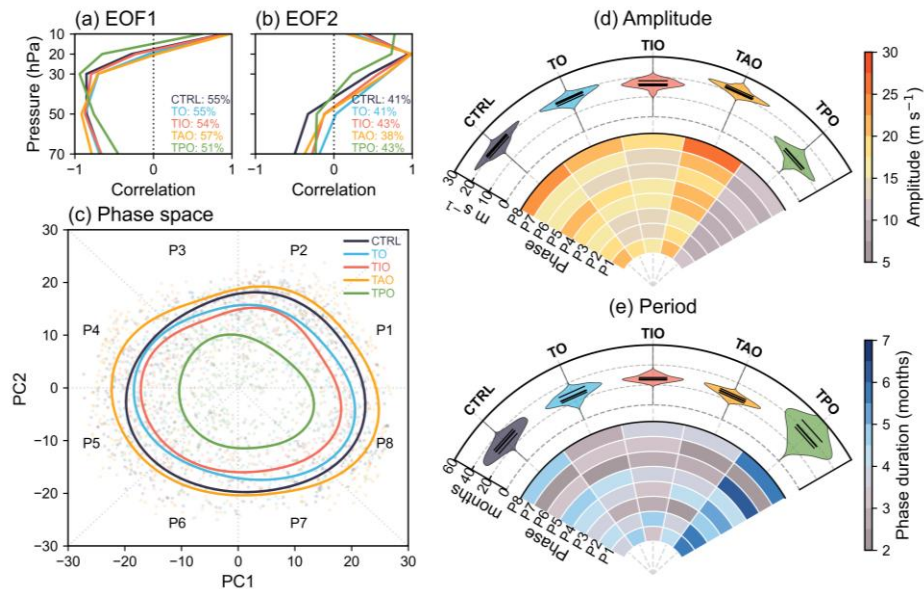 (a) EOF1
(b) EOF2
10
20
30
50
70
Pressure (hPa)
CTRL: 55%
TO: 55%
TIO: 54%
TAO: 57%
TPO: 51%
CTRL: 41%
TO: 41%
TIO: 43%
TAO: 38%
TPO: 43%
−1
0
1
−1
0
1
Correlation
Correlation
(c) Phase space
30
20
10
0
−10
−20
−30
PC2
P3
P2
P4
P1
P5
P8
P6
P7
CTRL
TO
TIO
TAO
TPO
−30
−20
−10
0
10
20
30
PC1
(d) Amplitude
CTRL
TO
TIO
TAO
TPO
30
20
10
0
m s⁻¹
P8
P7
P6
P5
P4
P3
P2
P1
Phase
30
25
20
15
10
5
Amplitude (m s⁻¹)
(e) Period
CTRL
TO
TIO
TAO
TPO
60
40
20
0
months
P8
P7
P6
P5
P4
P3
P2
P1
Phase
7
6
5
4
3
2
Phase duration (months)